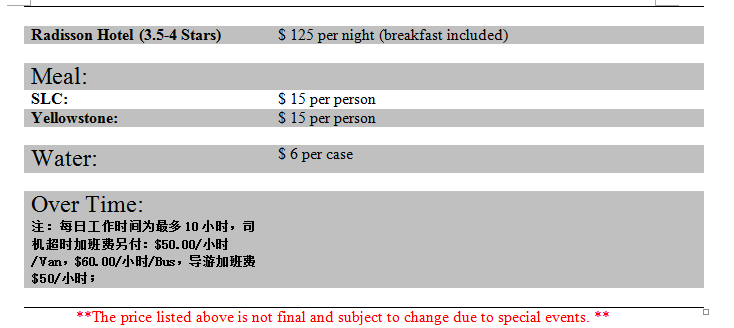 Radisson Hotel (3.5-4 Stars) $ 125 per night (breakfast included)
Meal:
SLC: $ 15 per person
Yellowstone: $ 15 per person
Water: $ 6 per case
Over Time:
注：每日工作时间为最多 10 小时，司
机超时加班费另付：$50.00/小时
/Van，$60.00/小时/Bus，导游加班费
$50/小时；
**The price listed above is not final and subject to change due to special events. **